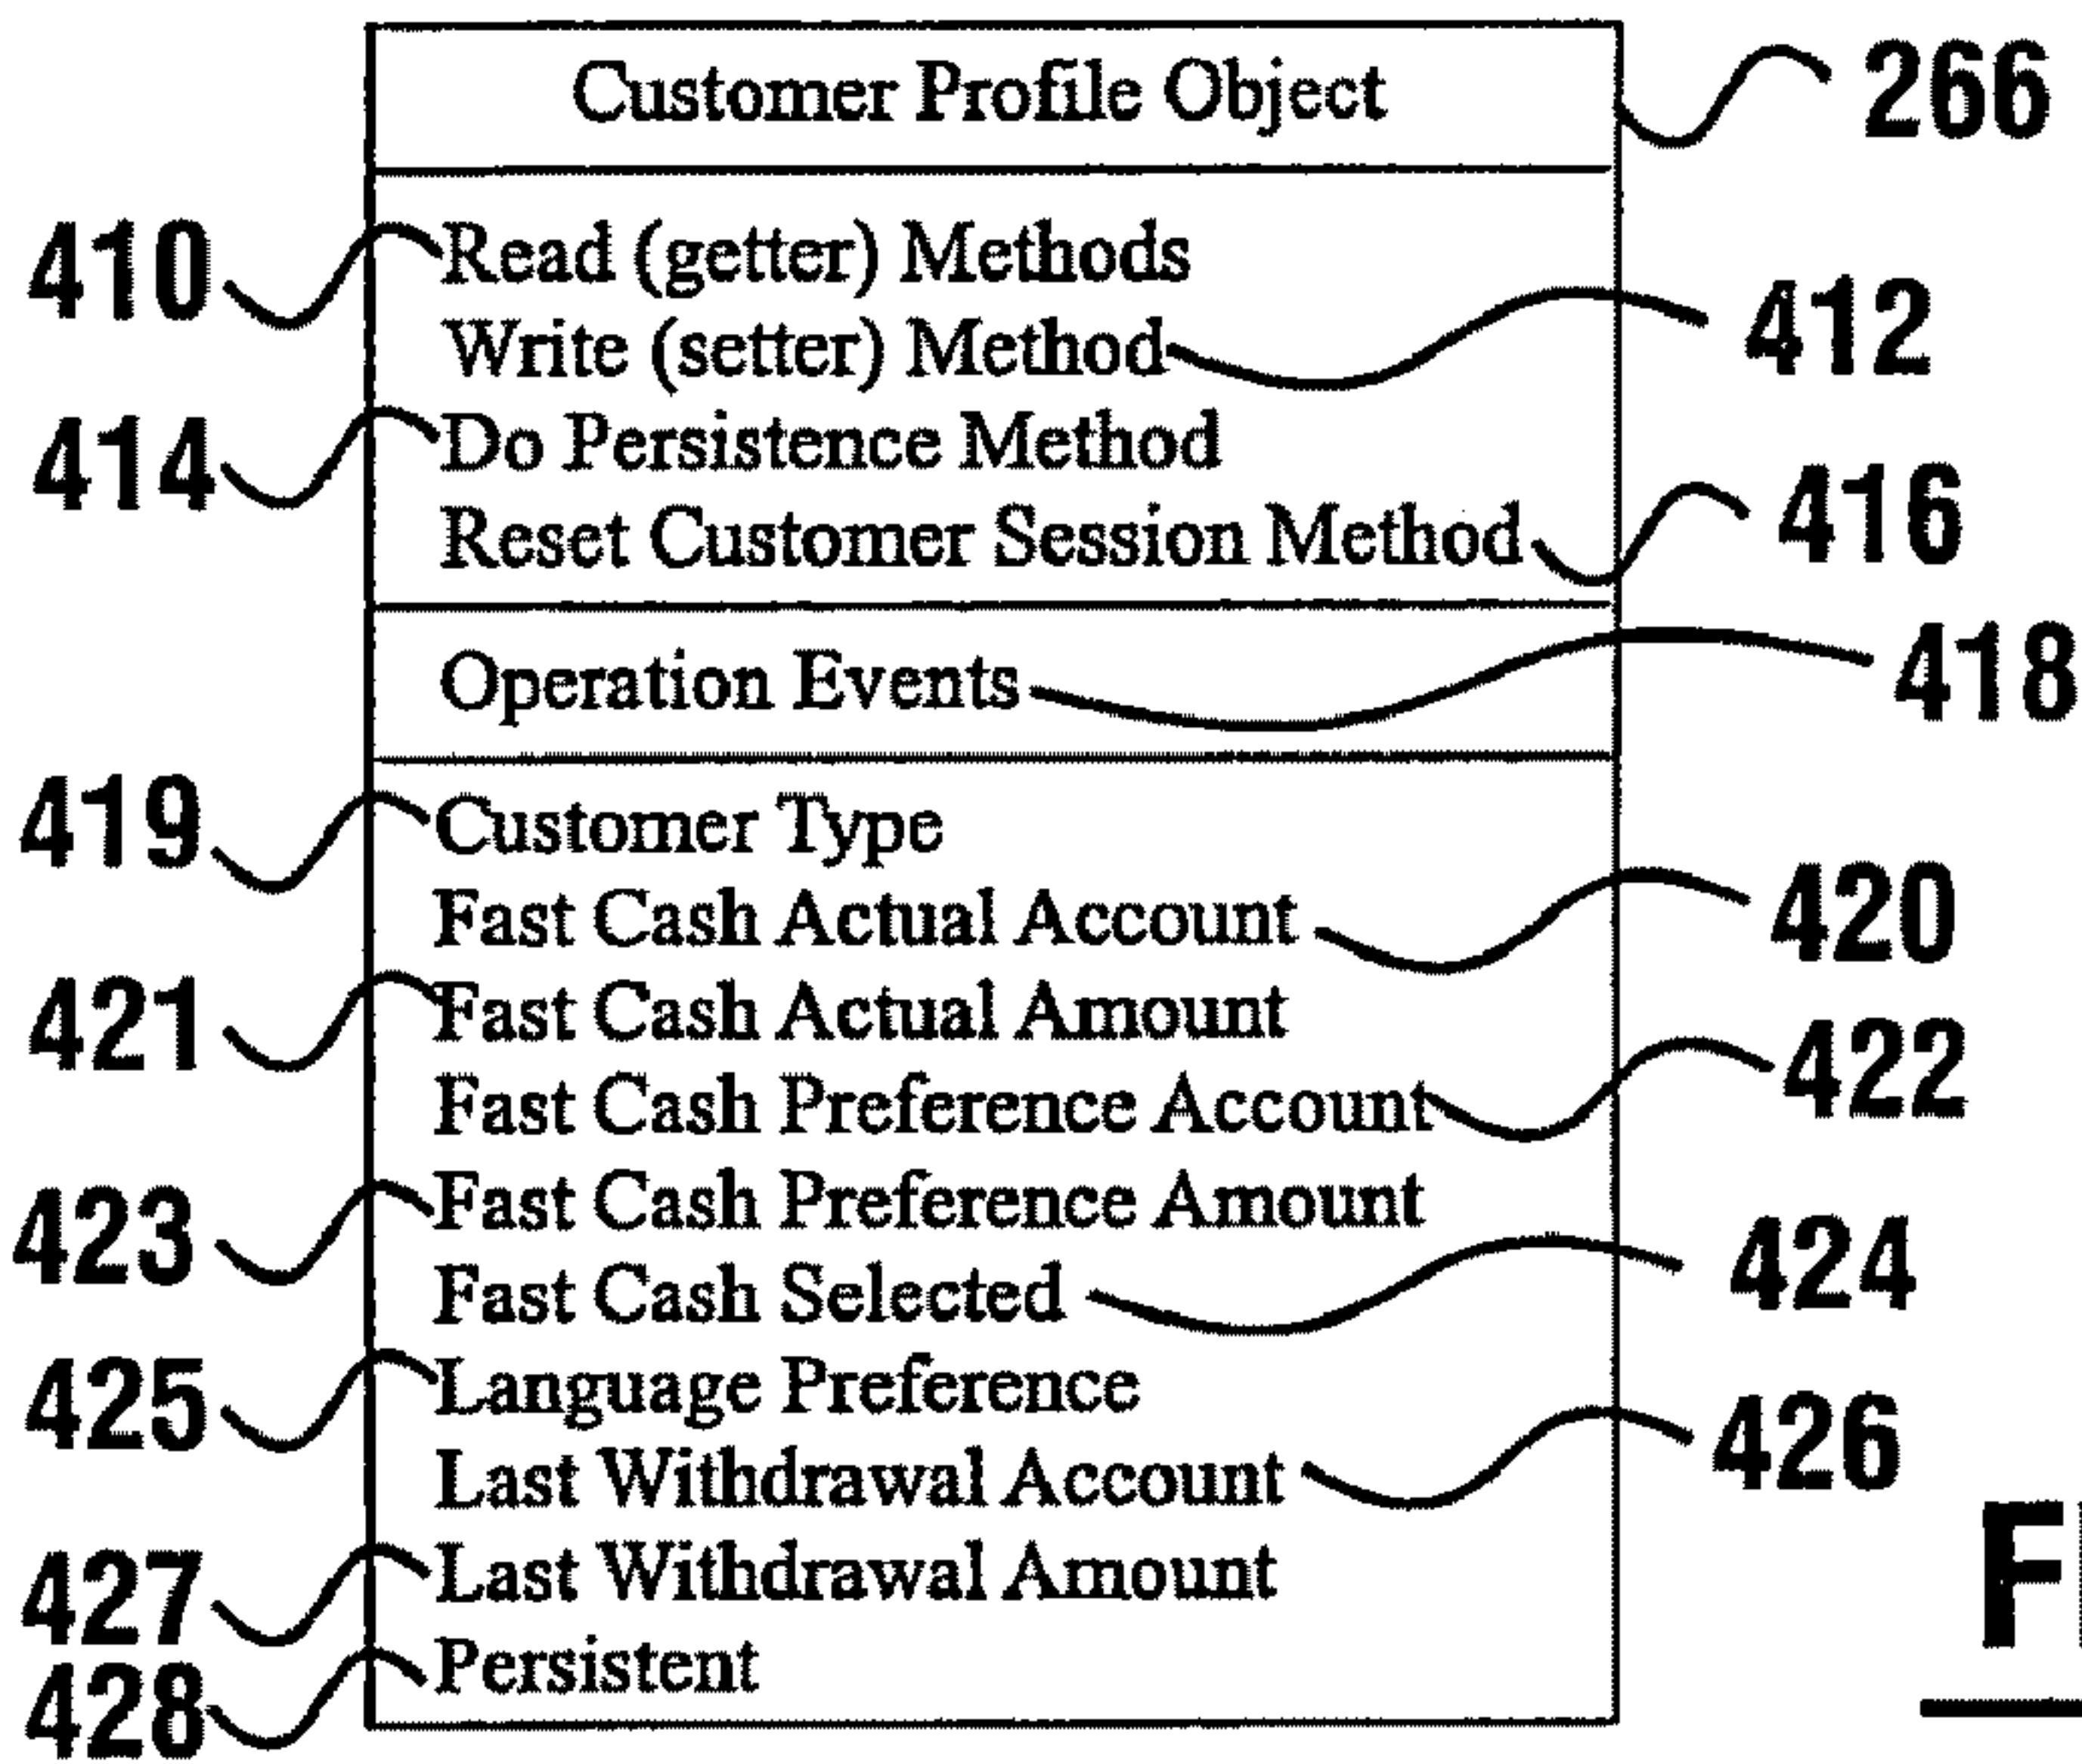 Customer Profile Object 266
410 Read (getter) Methods
Write (setter) Method 412
414 Do Persistence Method
Reset Customer Session Method 416
Operation Events 418
419 Customer Type
Fast Cash Actual Account 420
421 Fast Cash Actual Amount
Fast Cash Preference Account 422
423 Fast Cash Preference Amount
Fast Cash Selected 424
425 Language Preference
Last Withdrawal Account 426
427 Last Withdrawal Amount
428 Persistent